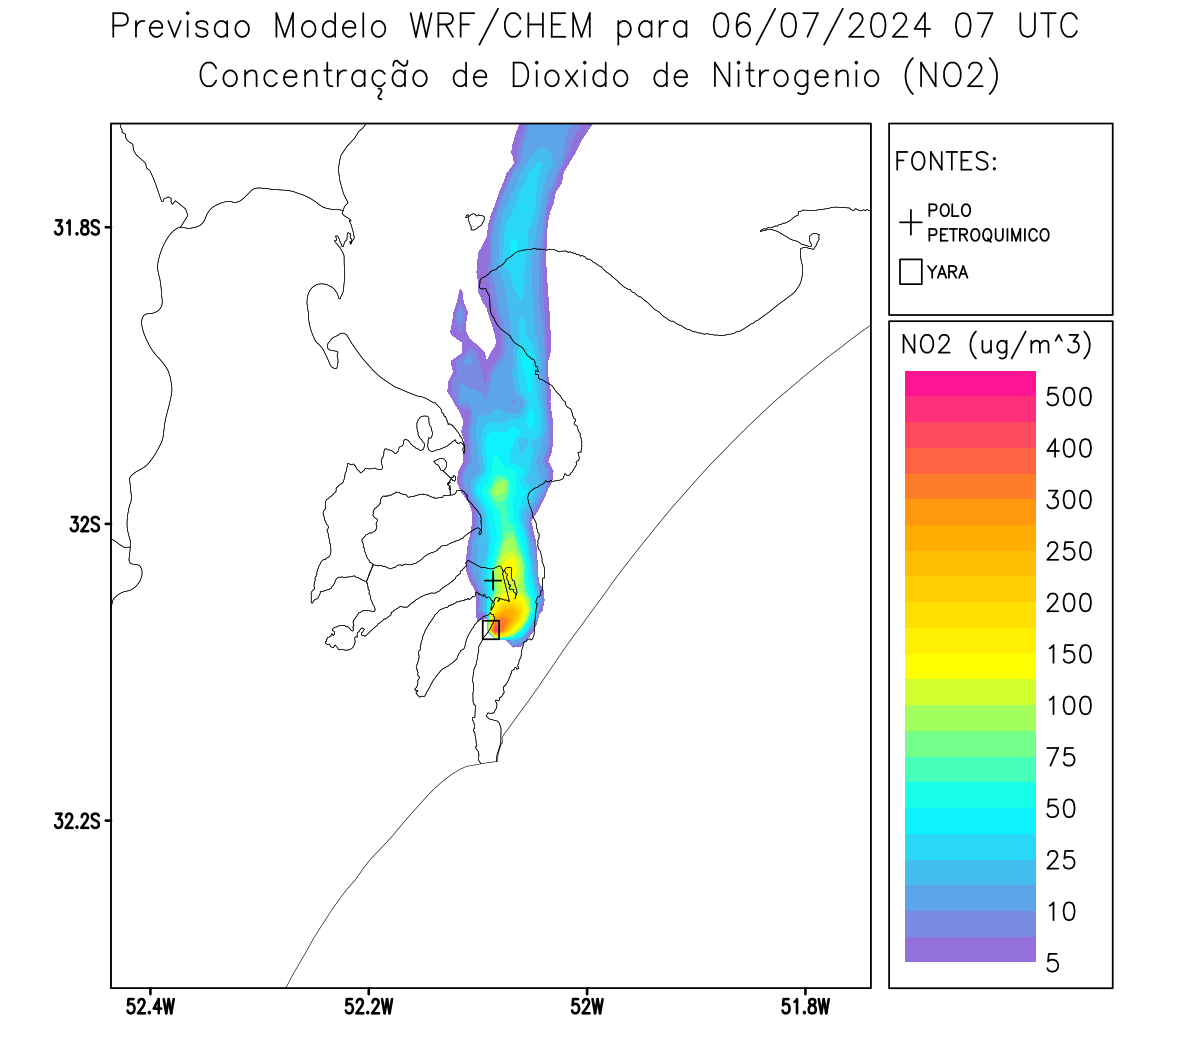 Previsao Modelo WRF/CHEM para 06/07/2024 07 UTC
Concentração de Dioxido de Nitrogenio (NO2)
FONTES:
POLO
PETROQUIMICO
YARA
NO2 (ug/m^3)
500
400
300
250
200
150
100
75
50
25
10
5
31.8S
32S
32.2S
52.4W
52.2W
52W
51.8W